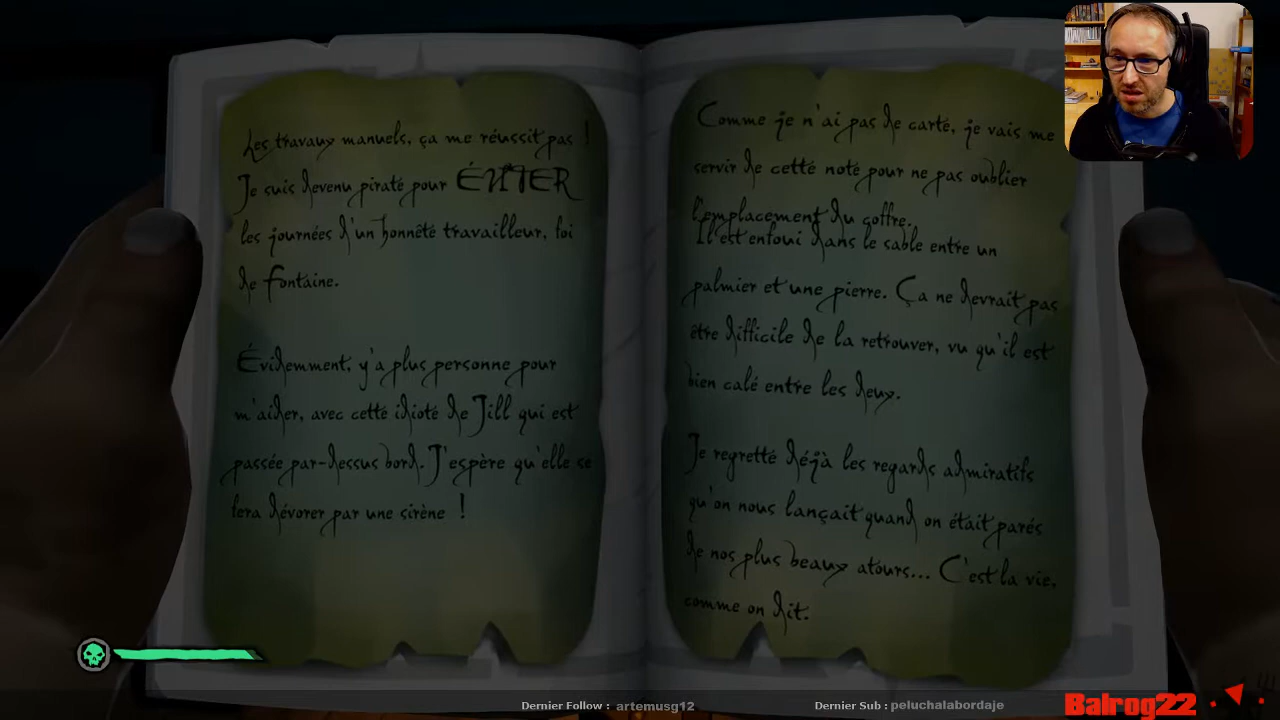 Les travaux manuels, ça me réussit pas !
Je suis devenu pirate pour ÉVITER
les journées d'un honnête travailleur, foi
de Fontaine.
Évidemment, y'a plus personne pour
m'aider, avec cette idiote de Jill qui est
passée par-dessus bord. J'espère qu'elle se
fera dévorer par une sirène !
Comme je n'ai pas de carte, je vais me
servir de cette note pour ne pas oublier
l'emplacement du coffre.
Il est enfoui dans le sable entre un
palmier et une pierre. Ça ne devrait pas
être difficile de la retrouver, vu qu'il est
bien calé entre les deux.
Je regrette déjà les regards admiratifs
qu'on nous lançait quand on était parés
de nos plus beaux atours... C'est la vie,
comme on dit.
Dernier Follow : artemusg12
Dernier Sub : peluchalabordaje
Balrog22